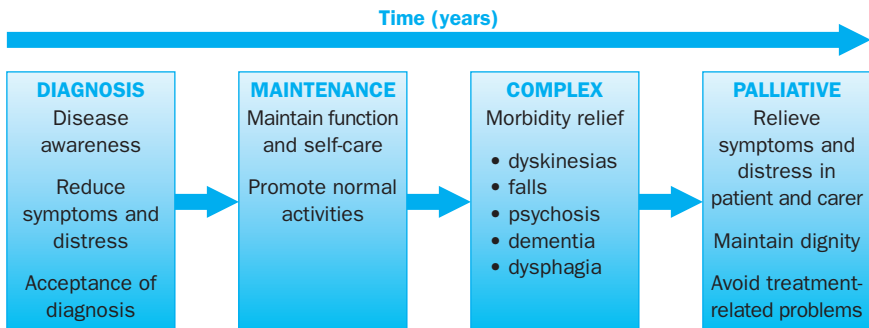 Time (years)
DIAGNOSIS
Disease
awareness
Reduce
symptoms and
distress
Acceptance of
diagnosis
MAINTENANCE
Maintain function
and self-care
Promote normal
activities
COMPLEX
Morbidity relief
• dyskinesias
• falls
• psychosis
• dementia
• dysphagia
PALLIATIVE
Relieve
symptoms and
distress in
patient and carer
Maintain dignity
Avoid treatment-
related problems